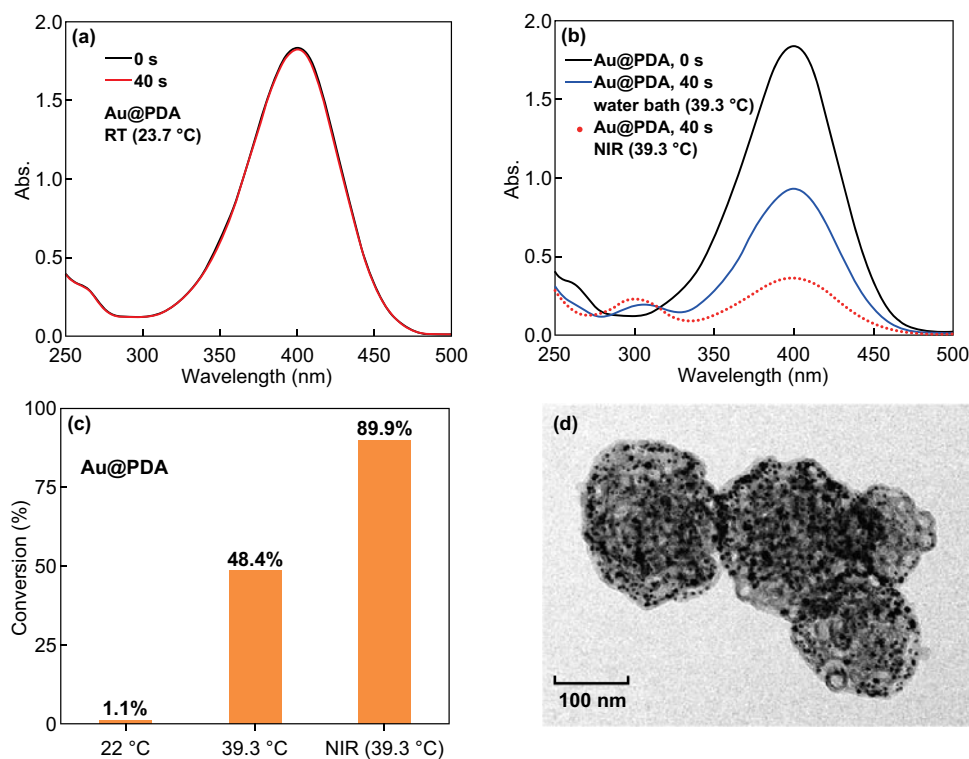 (a)
0 s
40 s
Au@PDA
RT (23.7 °C)
Abs.
2.0
1.5
1.0
0.5
0.0
250 300 350 400 450 500
Wavelength (nm)
(b)
Au@PDA, 0 s
Au@PDA, 40 s
water bath (39.3 °C)
Au@PDA, 40 s
NIR (39.3 °C)
Abs.
2.0
1.5
1.0
0.5
0.0
250 300 350 400 450 500
Wavelength (nm)
(c)
Au@PDA
Conversion (%)
100
75
50
25
0
1.1%
48.4%
89.9%
22 °C 39.3 °C NIR (39.3 °C)
(d)
100 nm